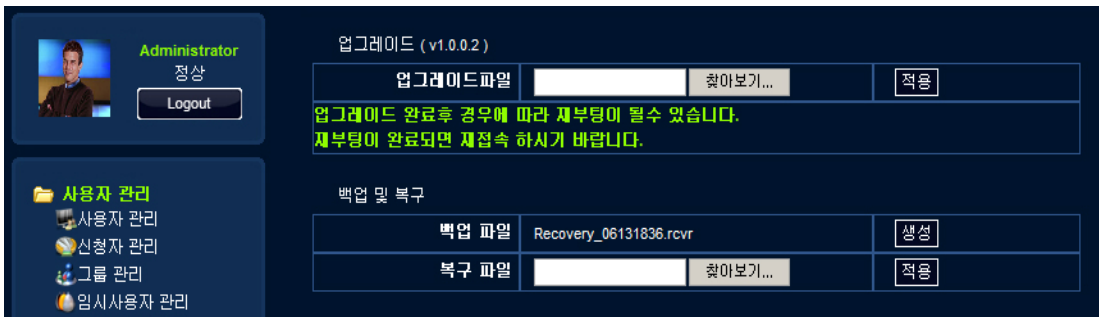 Administrator
정상
Logout
사용자 관리
사용자 관리
신청자 관리
그룹 관리
임시사용자 관리
업그레이드 ( v1.0.0.2 )
업그레이드파일 찾아보기... 적용
업그레이드 완료후 경우에 따라 재부팅이 될수 있습니다.
재부팅이 완료되면 재접속 하시기 바랍니다.
백업 및 복구
백업 파일 Recovery_06131836.rcvr 생성
복구 파일 찾아보기... 적용